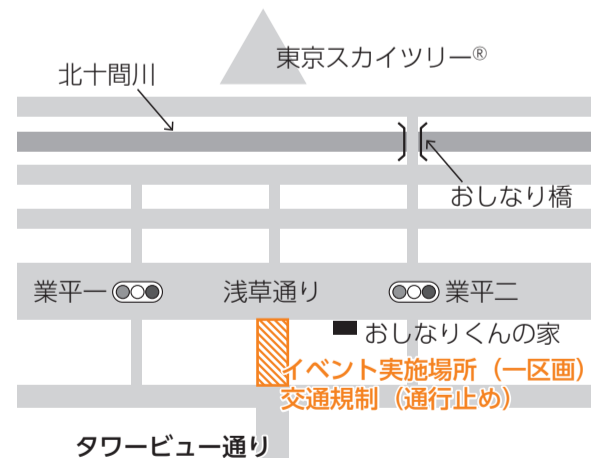 東京スカイツリー®
北十間川
おしなり橋
業平一
浅草通り
業平二
おしなりくんの家
イベント実施場所（一区画）
交通規制（通行止め）
タワービュー通り